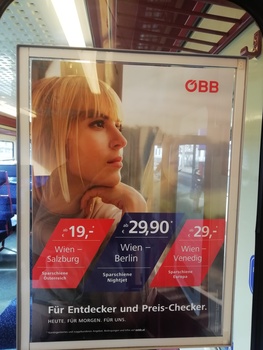 ÖBB
ab € 19,-
Wien –
Salzburg
Sparschiene
Österreich
ab € 29,90*
Wien –
Berlin
Sparschiene
Nightjet
ab € 29,-
Wien –
Venedig
Sparschiene
Europa
Für Entdecker und Preis-Checker.
HEUTE. FÜR MORGEN. FÜR UNS.